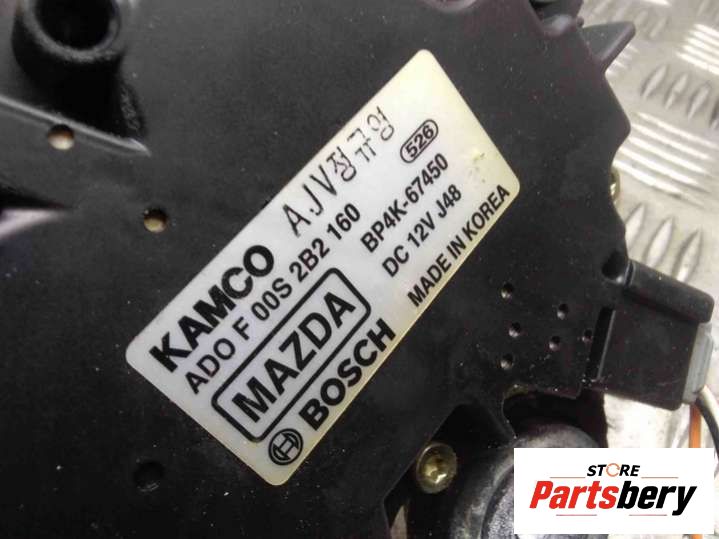 KAMCO AJV정규영
ADO F 00S 2B2 160 526
MAZDA BP4K-67450
BOSCH DC 12V J48
MADE IN KOREA
STORE
Partsbery